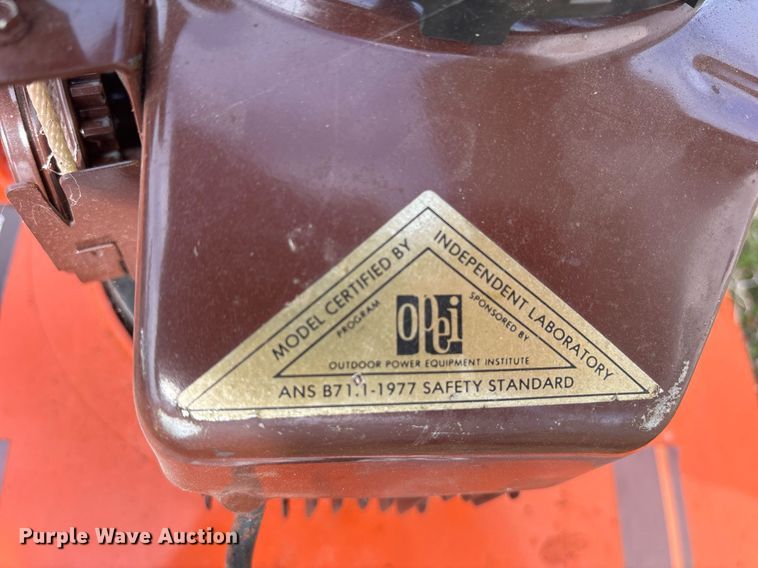 MODEL CERTIFIED BY
INDEPENDENT LABORATORY
PROGRAM
SPONSORED BY
opei
OUTDOOR POWER EQUIPMENT INSTITUTE
ANS B71.1-1977 SAFETY STANDARD
Purple Wave Auction